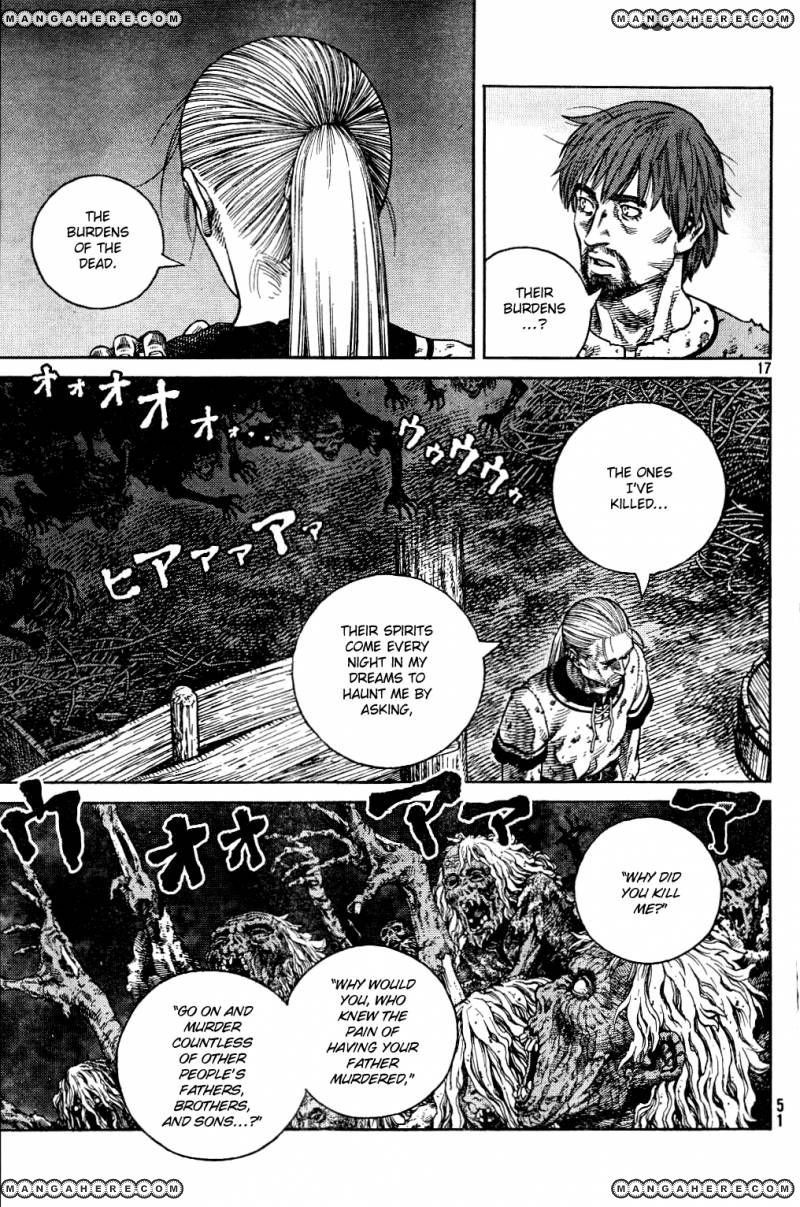 MANGAHERE.COM
MANGAHERE.COM
THEIR
BURDENS
...?
THE
BURDENS
OF THE
DEAD.
17
THE ONES
I'VE
KILLED...
ウゥウウゥ
オォオオオ
オォ...
ヒアァァアァ
THEIR SPIRITS
COME EVERY
NIGHT IN MY
DREAMS TO
HAUNT ME BY
ASKING,
ア
アアァ
オォ
ウ
"WHY DID
YOU KILL
ME?"
"WHY WOULD
YOU, WHO
KNEW THE
PAIN OF
HAVING YOUR
FATHER
MURDERED,"
"GO ON AND
MURDER
COUNTLESS
OF OTHER
PEOPLE'S
FATHERS,
BROTHERS,
AND SONS...?"
51
MANGAHERE.COM
MANGAHERE.COM